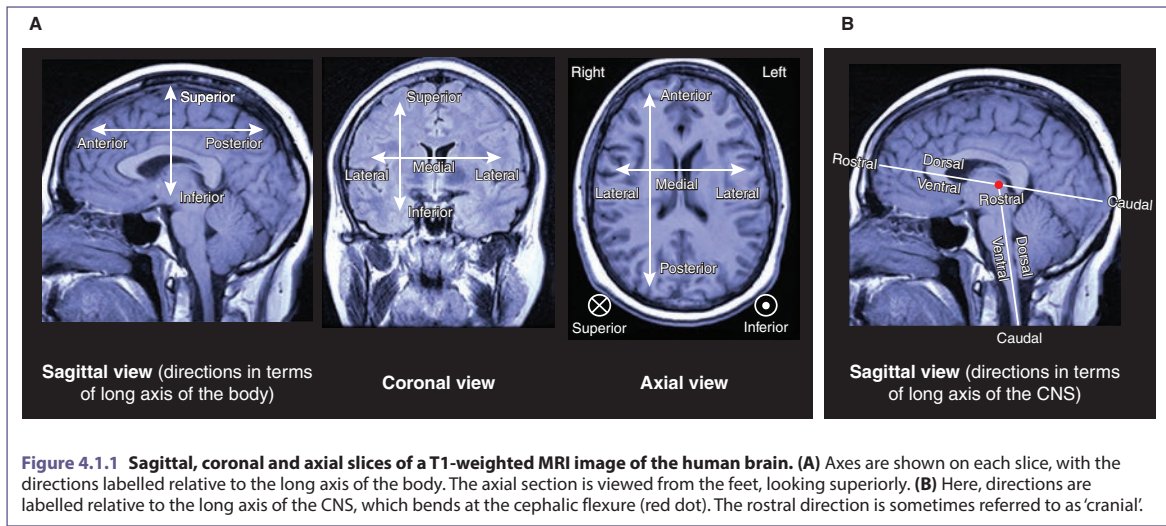 A
B
Superior
Anterior
Posterior
Inferior
Superior
Lateral
Medial
Lateral
Inferior
Right
Left
Anterior
Lateral
Medial
Lateral
Posterior
Superior
Inferior
Rostral
Dorsal
Ventral
Rostral
Caudal
Ventral
Dorsal
Caudal
Sagittal view (directions in terms
of long axis of the body)
Coronal view
Axial view
Sagittal view (directions in terms
of long axis of the CNS)
Figure 4.1.1 Sagittal, coronal and axial slices of a T1-weighted MRI image of the human brain. (A) Axes are shown on each slice, with the
directions labelled relative to the long axis of the body. The axial section is viewed from the feet, looking superiorly. (B) Here, directions are
labelled relative to the long axis of the CNS, which bends at the cephalic flexure (red dot). The rostral direction is sometimes referred to as ‘cranial’.